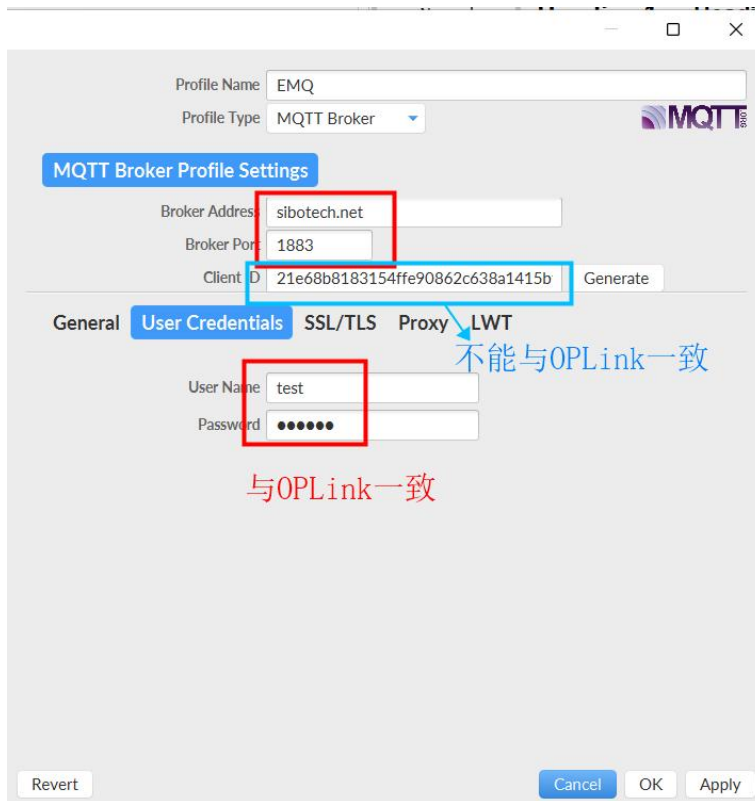 Profile Name EMQ
Profile Type MQTT Broker
MQTT.ORG
MQTT Broker Profile Settings
Broker Address sibotech.net
Broker Port 1883
Client ID 21e68b8183154ffe90862c638a1415b Generate
General User Credentials SSL/TLS Proxy LWT
不能与OPLink一致
User Name test
Password ●●●●●●
与OPLink一致
Revert Cancel OK Apply